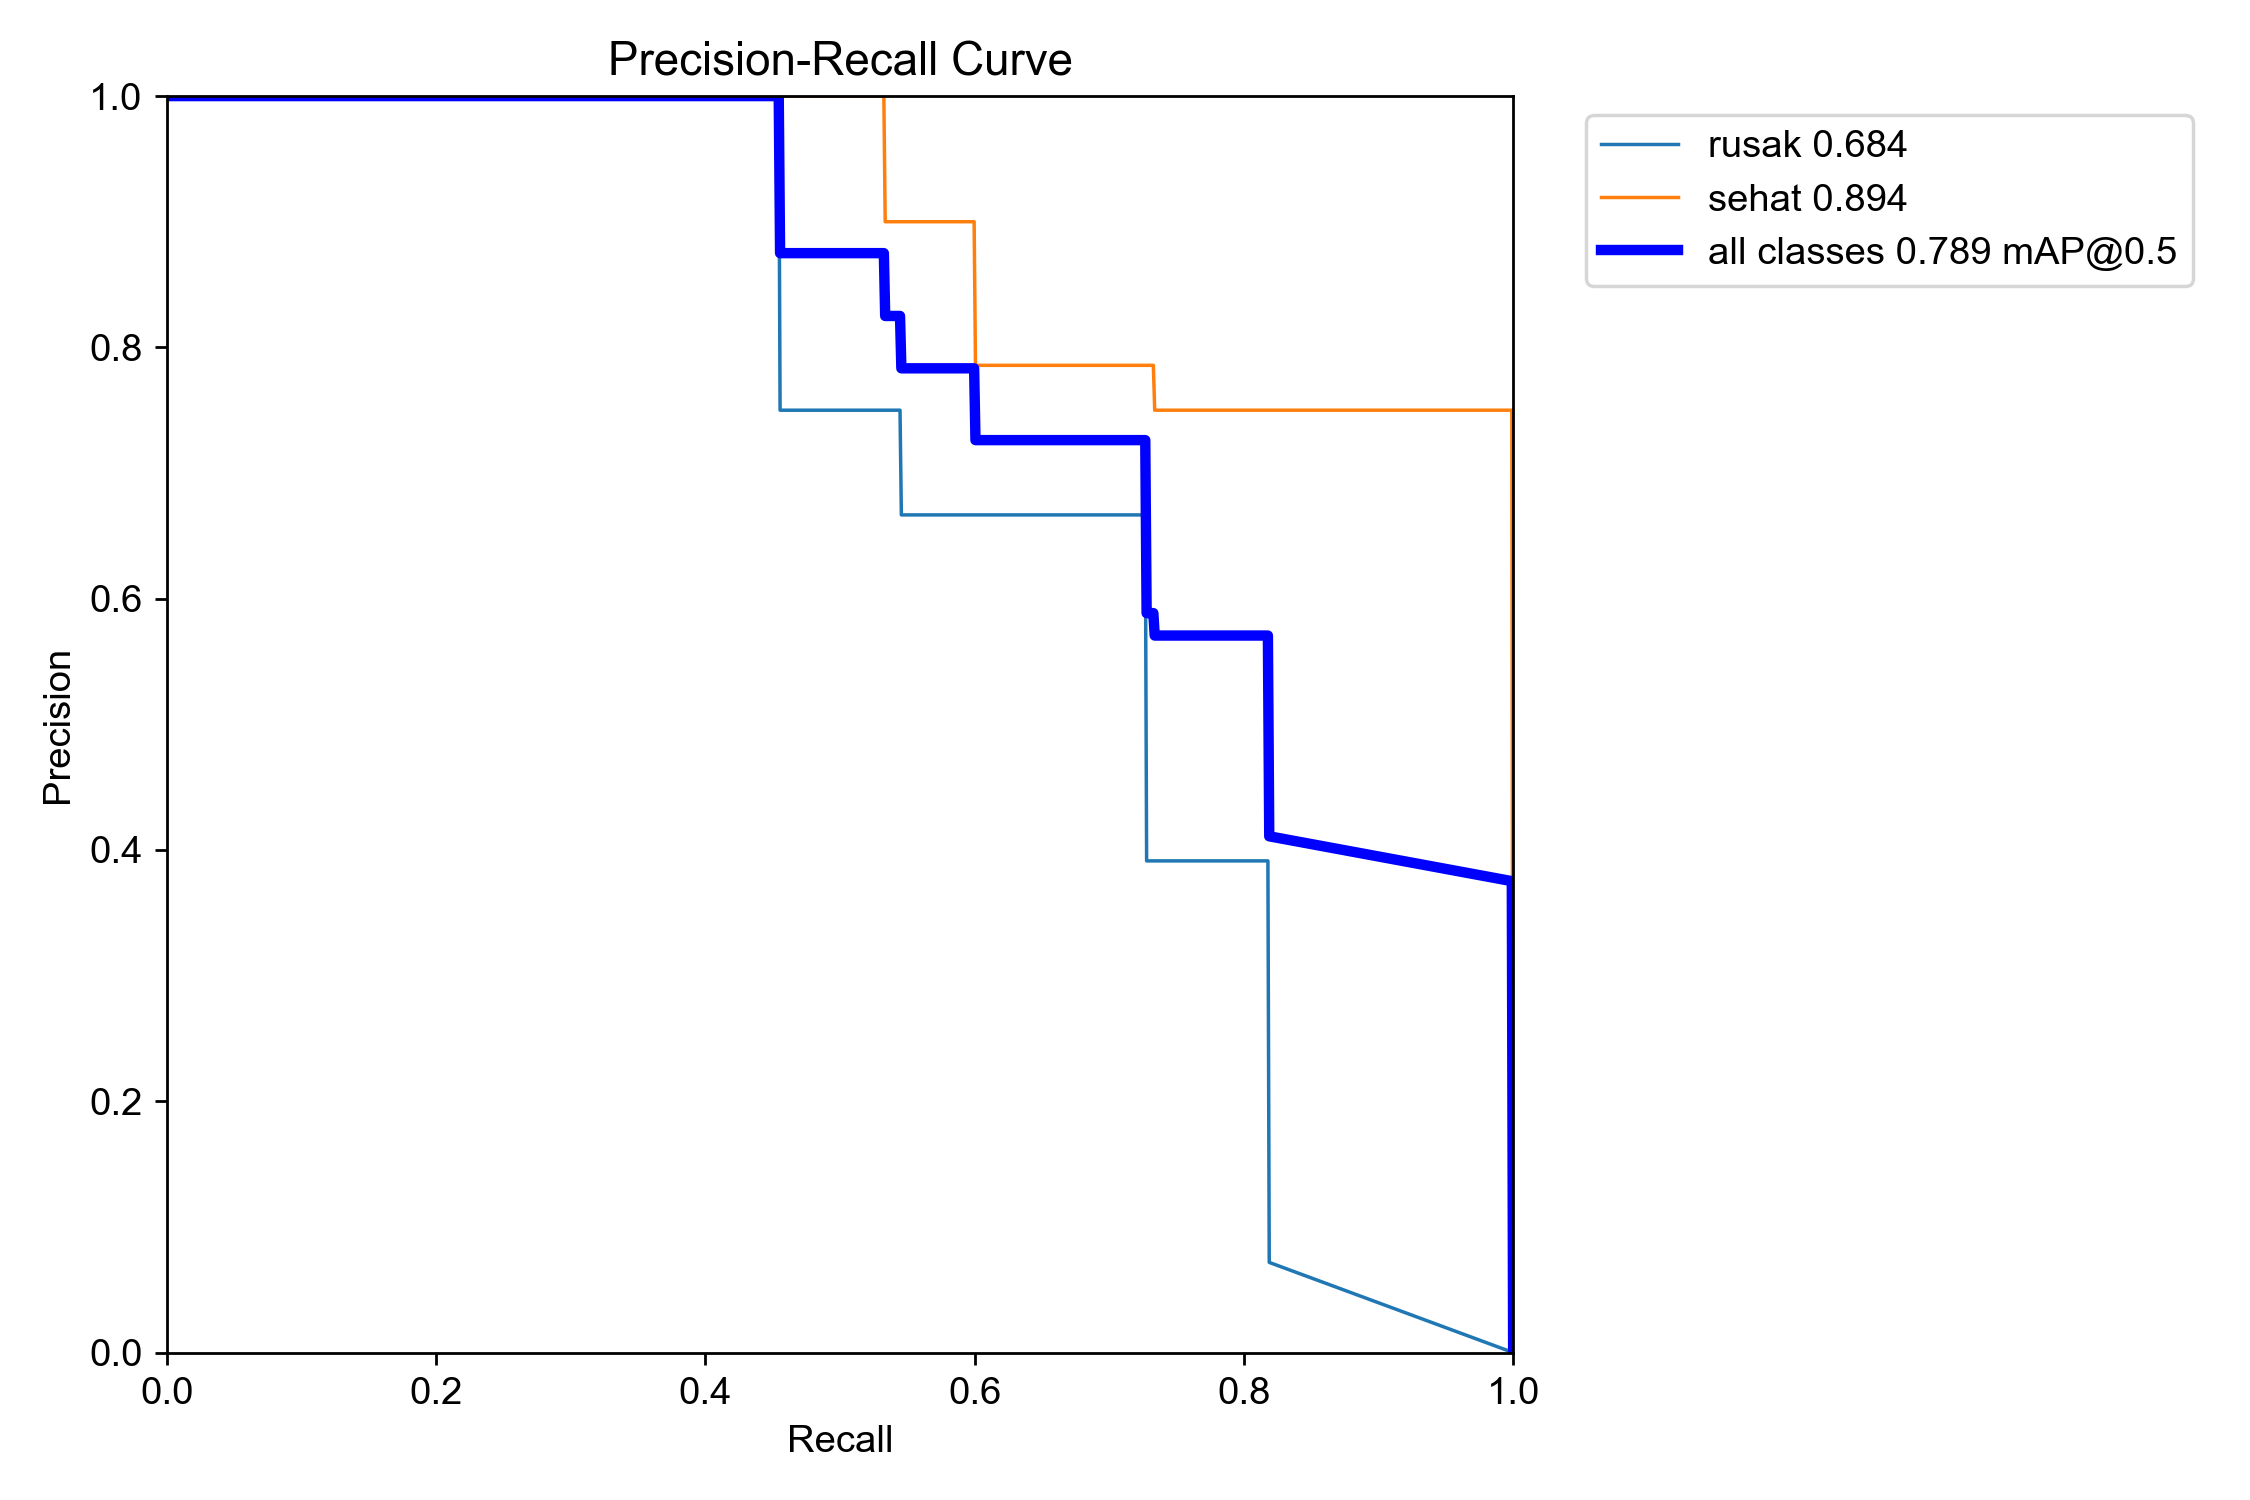 Precision-Recall Curve
1.0
0.8
0.6
0.4
0.2
0.0
Precision
0.0 0.2 0.4 0.6 0.8 1.0
Recall
rusak 0.684
sehat 0.894
all classes 0.789 mAP@0.5